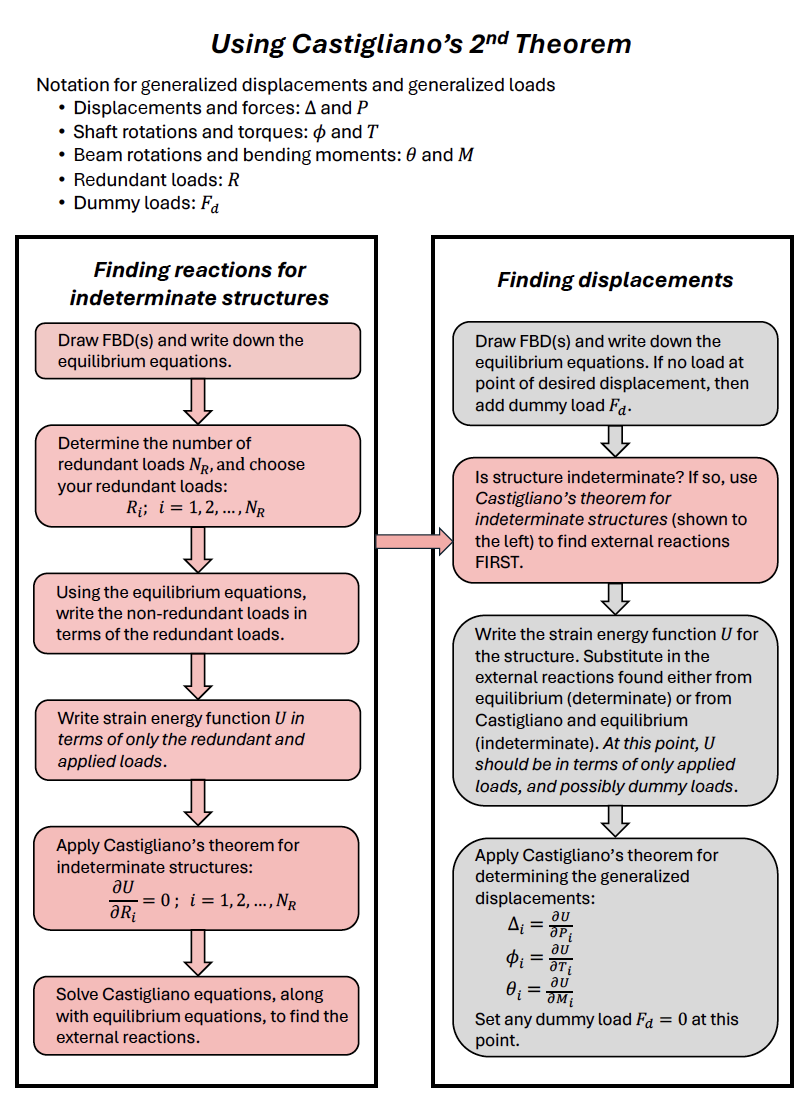 Using Castigliano's 2nd Theorem
Notation for generalized displacements and generalized loads
• Displacements and forces: Δ and P
• Shaft rotations and torques: ϕ and T
• Beam rotations and bending moments: θ and M
• Redundant loads: R
• Dummy loads: F_d
Finding reactions for
indeterminate structures
Draw FBD(s) and write down the
equilibrium equations.
Determine the number of
redundant loads N_R, and choose
your redundant loads:
R_i; i = 1, 2, …, N_R
Using the equilibrium equations,
write the non-redundant loads in
terms of the redundant loads.
Write strain energy function U in
terms of only the redundant and
applied loads.
Apply Castigliano's theorem for
indeterminate structures:
∂U/∂R_i = 0 ; i = 1, 2, …, N_R
Solve Castigliano equations, along
with equilibrium equations, to find the
external reactions.
Finding displacements
Draw FBD(s) and write down the
equilibrium equations. If no load at
point of desired displacement, then
add dummy load F_d.
Is structure indeterminate? If so, use
Castigliano's theorem for
indeterminate structures (shown to
the left) to find external reactions
FIRST.
Write the strain energy function U for
the structure. Substitute in the
external reactions found either from
equilibrium (determinate) or from
Castigliano and equilibrium
(indeterminate). At this point, U
should be in terms of only applied
loads, and possibly dummy loads.
Apply Castigliano's theorem for
determining the generalized
displacements:
Δ_i = ∂U/∂P_i
ϕ_i = ∂U/∂T_i
θ_i = ∂U/∂M_i
Set any dummy load F_d = 0 at this
point.